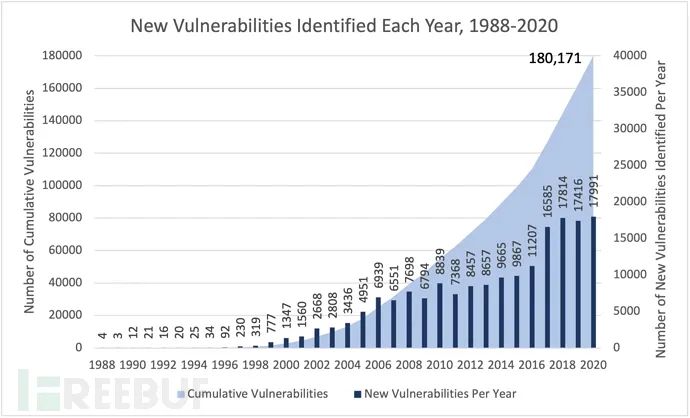 New Vulnerabilities Identified Each Year, 1988-2020
Number of Cumulative Vulnerabilities
180000
160000
140000
120000
100000
80000
60000
40000
20000
0
180,171
4 3 12 21 16 20 25 34 92 230 319 777 1347 1560 2668 2808 3436 4951 6939 6551 7698 6794 8839 7368 8457 8657 9665 9867 11207 16585 17814 17416 17991
40000
35000
30000
25000
20000
15000
10000
5000
0
Number of New Vulnerabilities Identified Per Year
1988 1990 1992 1994 1996 1998 2000 2002 2004 2006 2008 2010 2012 2014 2016 2018 2020
Cumulative Vulnerabilities New Vulnerabilities Per Year
FREEBUF